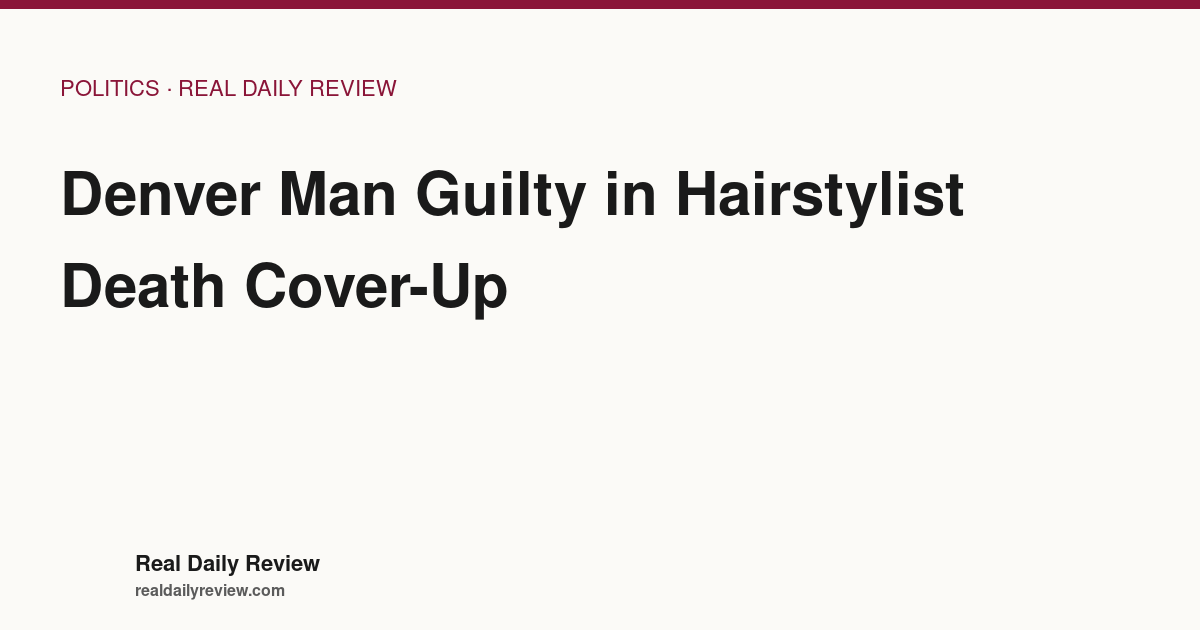 POLITICS · REAL DAILY REVIEW
Denver Man Guilty in Hairstylist
Death Cover-Up
Real Daily Review
realdailyreview.com